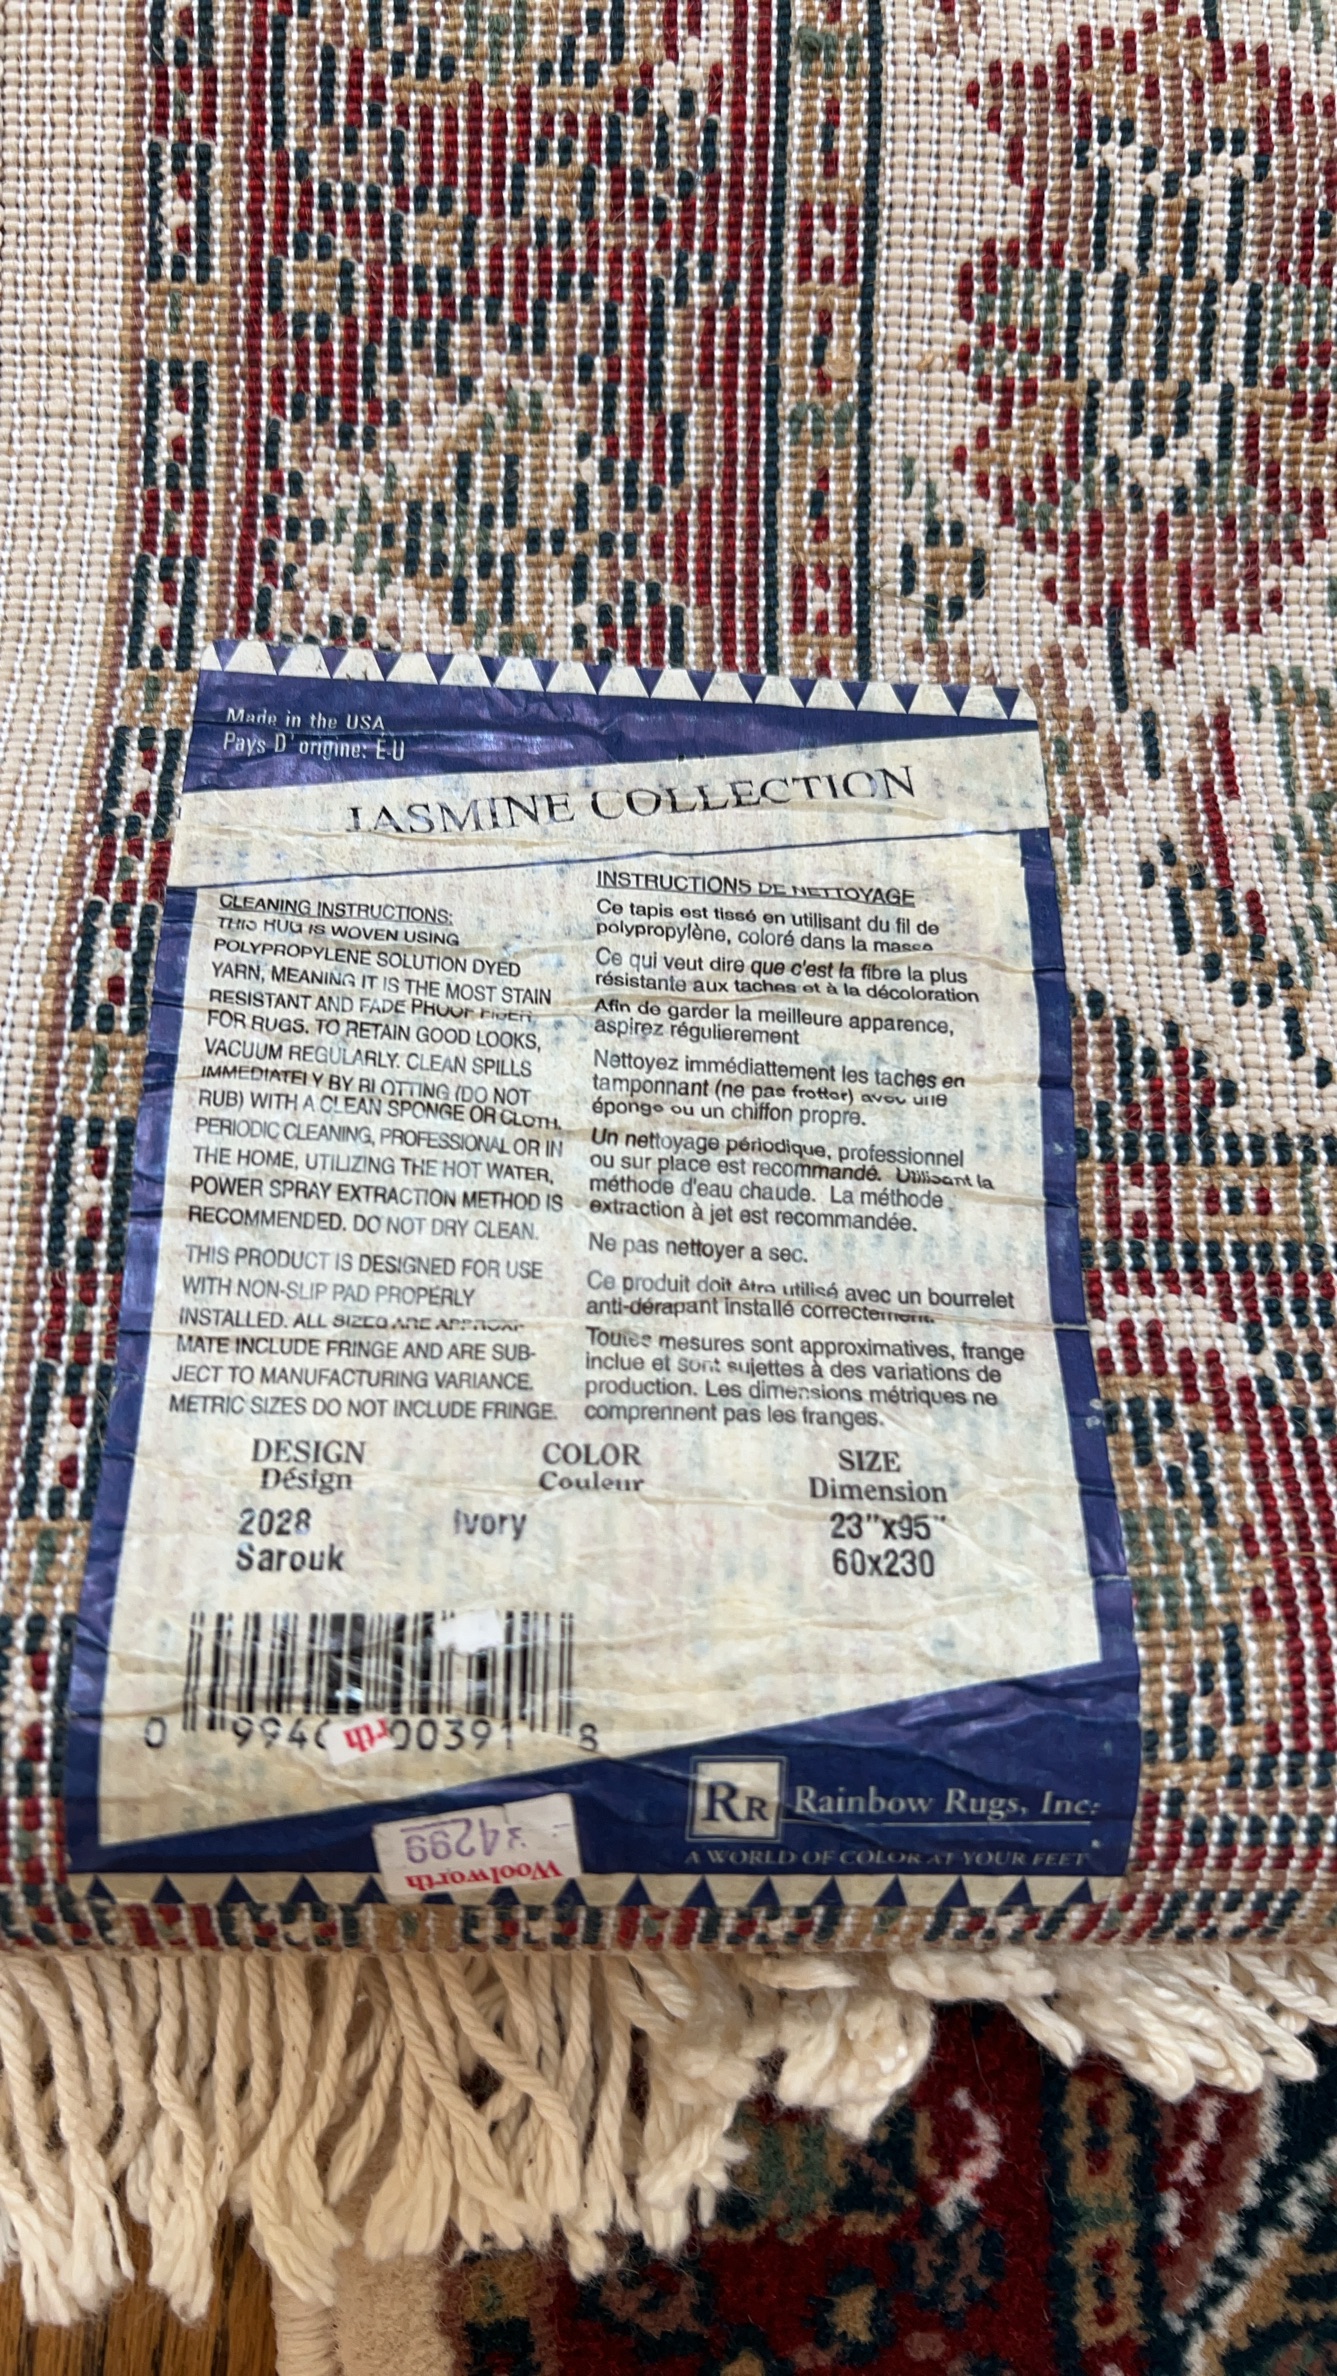 Made in the USA
Pays D'origine: E-U
JASMINE COLLECTION
CLEANING INSTRUCTIONS:
THIS RUG IS WOVEN USING
POLYPROPYLENE SOLUTION DYED
YARN, MEANING IT IS THE MOST STAIN
RESISTANT AND FADE PROOF FIBER
FOR RUGS. TO RETAIN GOOD LOOKS,
VACUUM REGULARLY. CLEAN SPILLS
IMMEDIATELY BY BLOTTING (DO NOT
RUB) WITH A CLEAN SPONGE OR CLOTH.
PERIODIC CLEANING, PROFESSIONAL OR IN
THE HOME, UTILIZING THE HOT WATER,
POWER SPRAY EXTRACTION METHOD IS
RECOMMENDED. DO NOT DRY CLEAN.
THIS PRODUCT IS DESIGNED FOR USE
WITH NON-SLIP PAD PROPERLY
INSTALLED. ALL SIZES ARE APPROXI-
MATE INCLUDE FRINGE AND ARE SUB-
JECT TO MANUFACTURING VARIANCE.
METRIC SIZES DO NOT INCLUDE FRINGE.
INSTRUCTIONS DE NETTOYAGE
Ce tapis est tissé en utilisant du fil de
polypropylène, coloré dans la masse
Ce qui veut dire que c'est la fibre la plus
résistante aux taches et à la décoloration
Afin de garder la meilleure apparence,
aspirez régulierement
Nettoyez immédiattement les taches en
tamponnant (ne pas frotter) avec une
éponge ou un chiffon propre.
Un nettoyage périodique, professionnel
ou sur place est recommandé. Utilisant la
méthode d'eau chaude. La méthode
extraction à jet est recommandée.
Ne pas nettoyer a sec.
Ce produit doit être utilisé avec un bourrelet
anti-dérapant installé correctement.
Toutes mesures sont approximatives, frange
inclue et sont sujettes à des variations de
production. Les dimensions métriques ne
comprennent pas les franges.
DESIGN COLOR SIZE
Désign Couleur Dimension
2028 Ivory 23"x95"
Sarouk 60x230
0 9946 00391 8
rth
RR Rainbow Rugs, Inc.
A WORLD OF COLOR AT YOUR FEET
Woolworth
4299